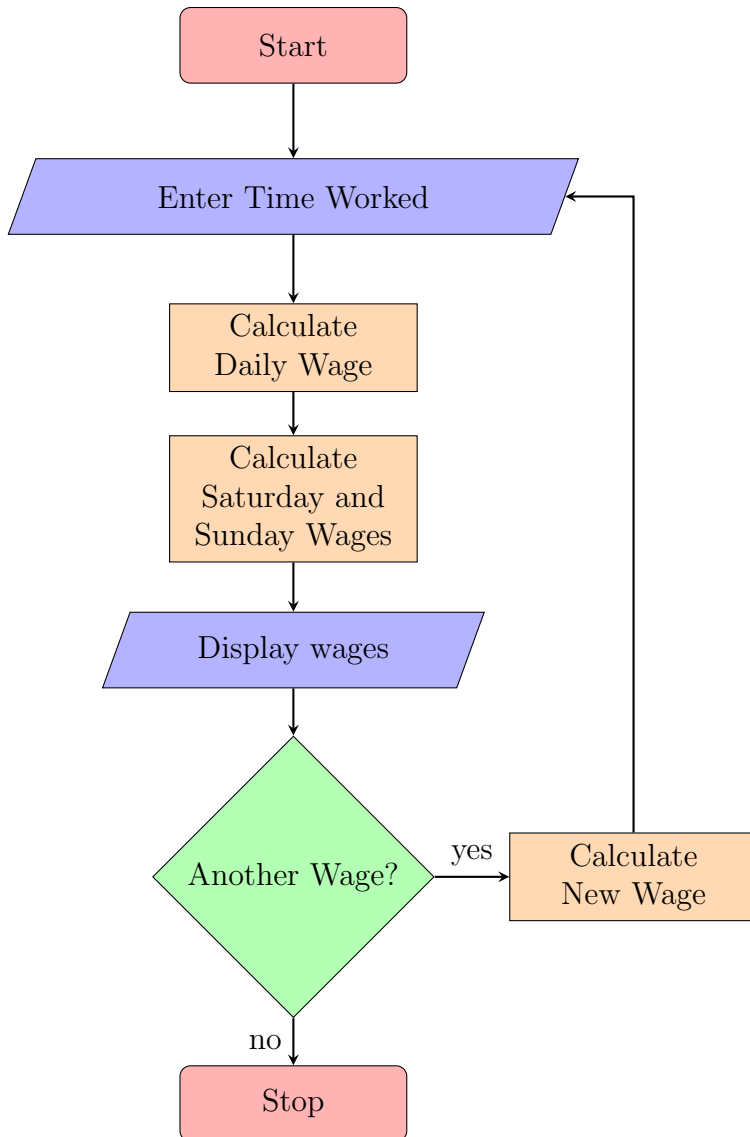 Start
Enter Time Worked
Calculate
Daily Wage
Calculate
Saturday and
Sunday Wages
Display wages
Another Wage?
yes
Calculate
New Wage
no
Stop